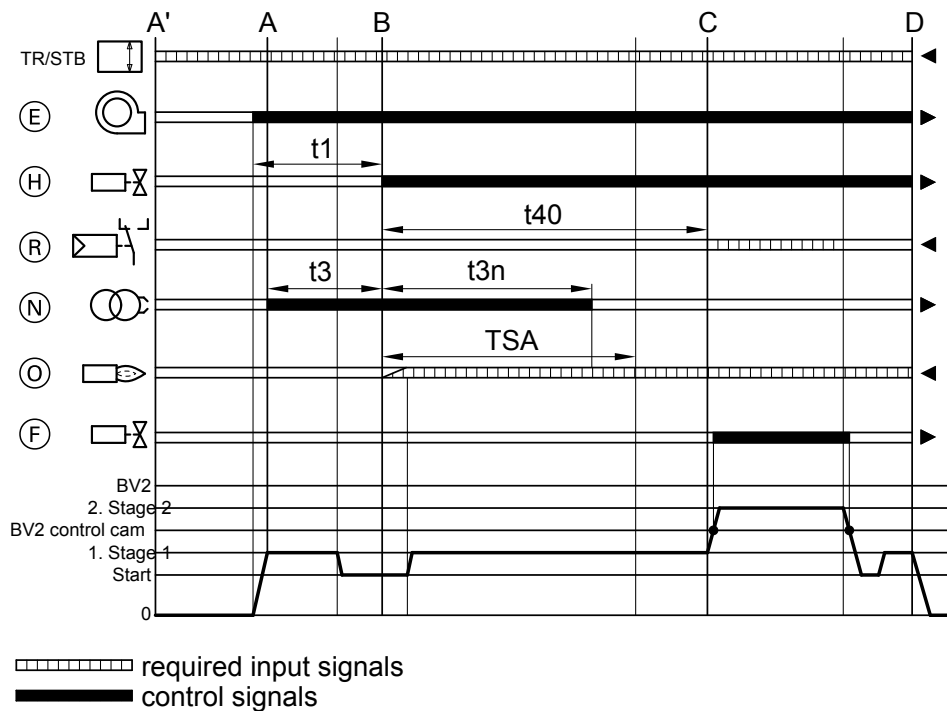 A' A B C D
TR/STB
E
t1
H
t40
R
t3 t3n
N
TSA
O
F
BV2
2. Stage 2
BV2 control cam
1. Stage 1
Start
0
required input signals
control signals